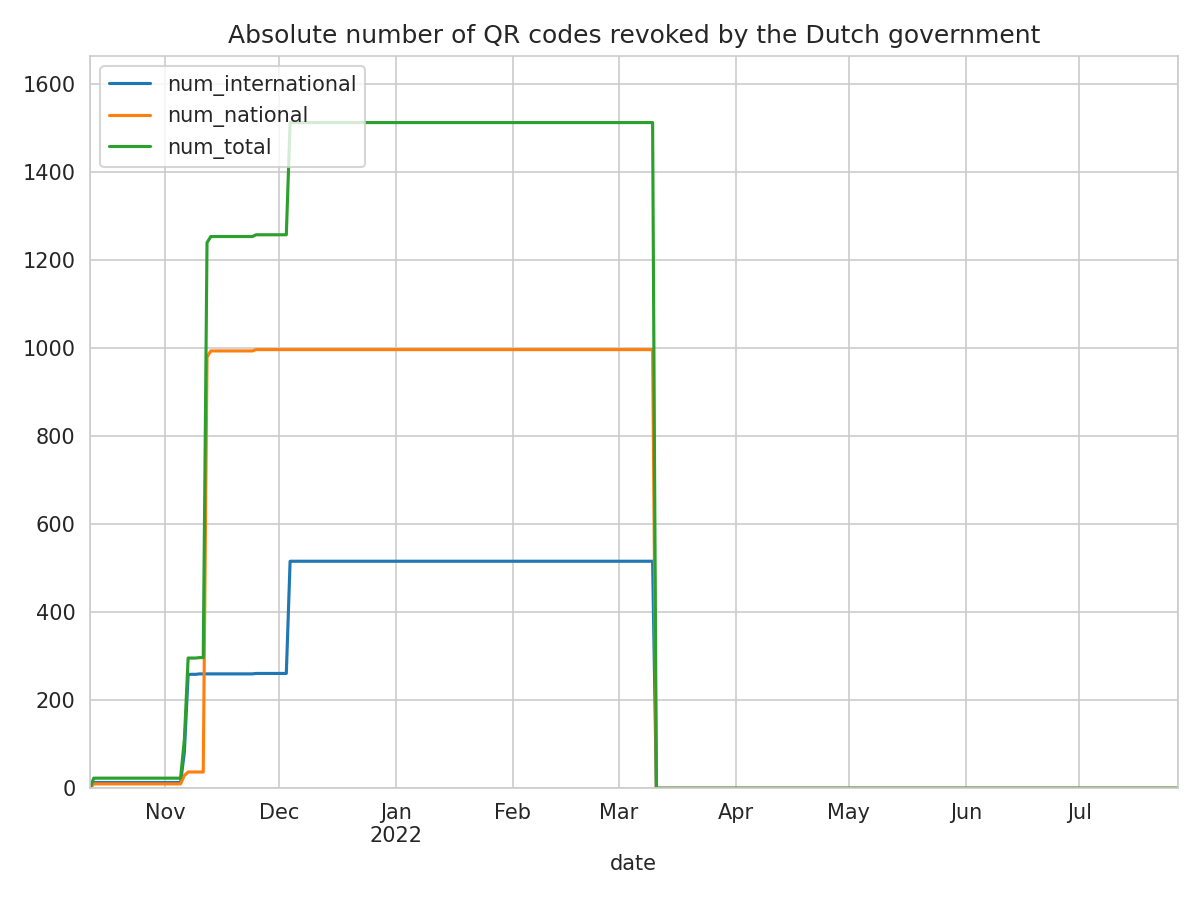 Absolute number of QR codes revoked by the Dutch government
num_international
num_national
num_total
1600
1400
1200
1000
800
600
400
200
0
Nov Dec Jan Feb Mar Apr May Jun Jul
2022
date